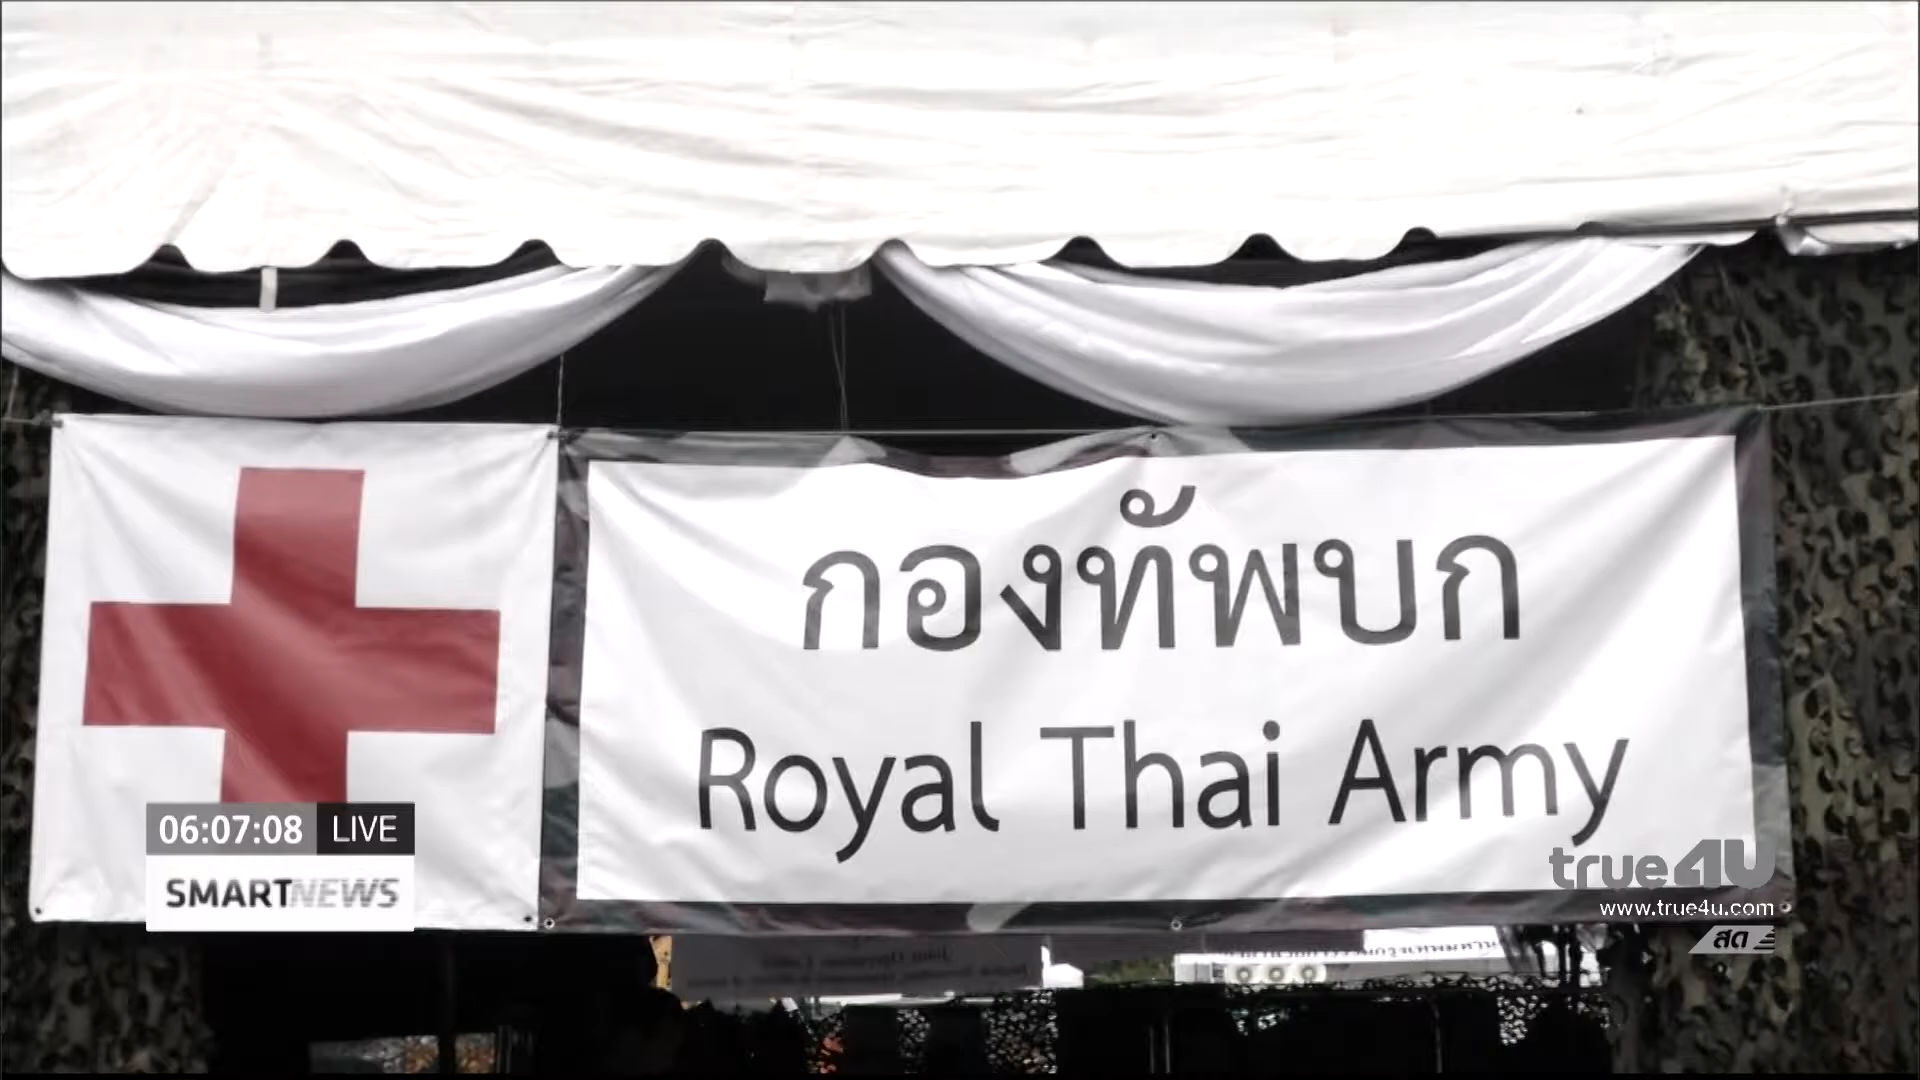 กองทัพบก
Royal Thai Army
06:07:08 LIVE
SMARTNEWS
true4U
www.true4u.com
สด